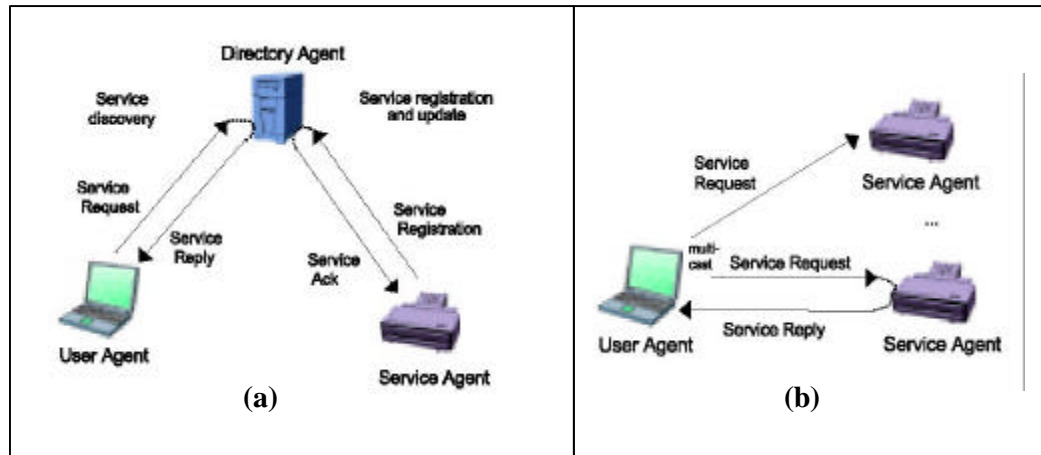 Directory Agent
Service
discovery
Service registration
and update
Service
Request
Service
Reply
Service
Registration
Service
Ack
User Agent
Service Agent
(a)
Service
Request
Service Agent
...
multi-
cast
Service Request
Service Reply
User Agent
Service Agent
(b)